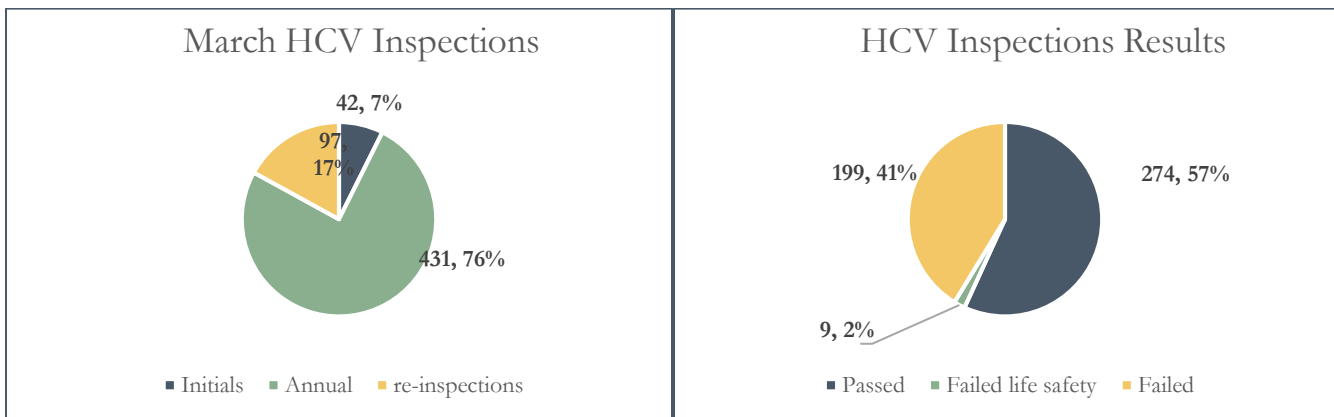 March HCV Inspections
42, 7%
97,
17%
431, 76%
Initials Annual re-inspections
HCV Inspections Results
199, 41%
274, 57%
9, 2%
Passed Failed life safety Failed